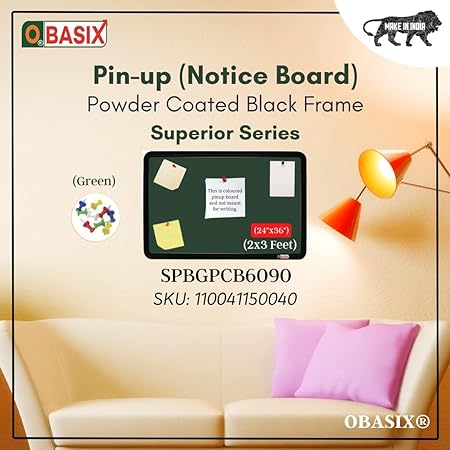 OBASIX
®
MAKE IN INDIA
Pin-up (Notice Board)
Powder Coated Black Frame
Superior Series
(Green)
This is coloured
pinup board
and not meant
for writing.
(24"x36")
(2x3 Feet)
SPBGPCB6090
SKU: 110041150040
OBASIX®